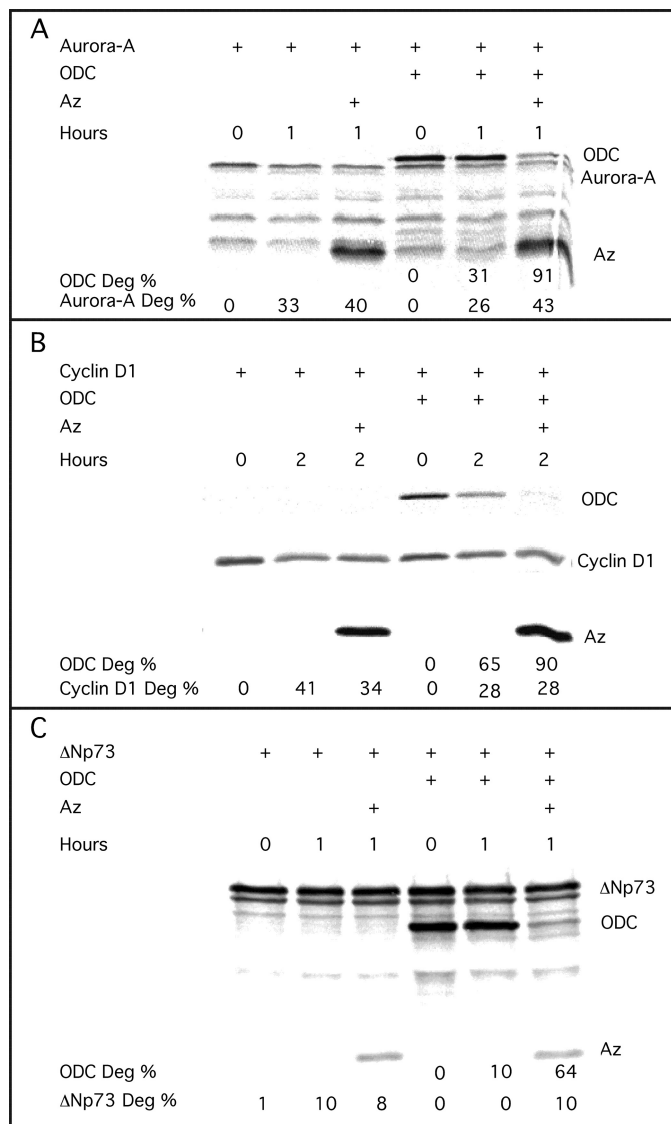 A
Aurora-A + + + + + +
ODC + + +
Az + +
Hours 0 1 1 0 1 1
ODC
Aurora-A
Az
ODC Deg % 0 31 91
Aurora-A Deg % 0 33 40 0 26 43
B
Cyclin D1 + + + + + +
ODC + + +
Az + +
Hours 0 2 2 0 2 2
ODC
Cyclin D1
Az
ODC Deg % 0 65 90
Cyclin D1 Deg % 0 41 34 0 28 28
C
ΔNp73 + + + + + +
ODC + + +
Az + +
Hours 0 1 1 0 1 1
ΔNp73
ODC
Az
ODC Deg % 0 10 64
ΔNp73 Deg % 1 10 8 0 0 10